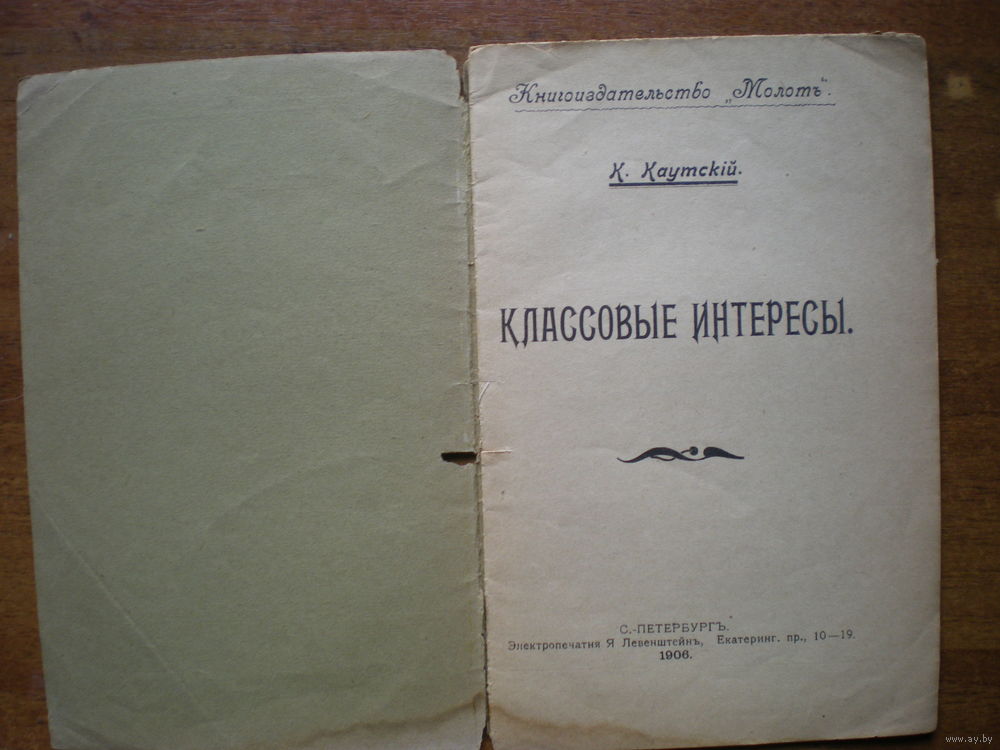 Книгоиздательство „Молотъ“.
К. Каутскій.
КЛАССОВЫЕ ИНТЕРЕСЫ.
С.-ПЕТЕРБУРГЪ.
Электропечатня Я Левенштейнъ, Екатеринг. пр., 10—19.
1906.
www.ay.by